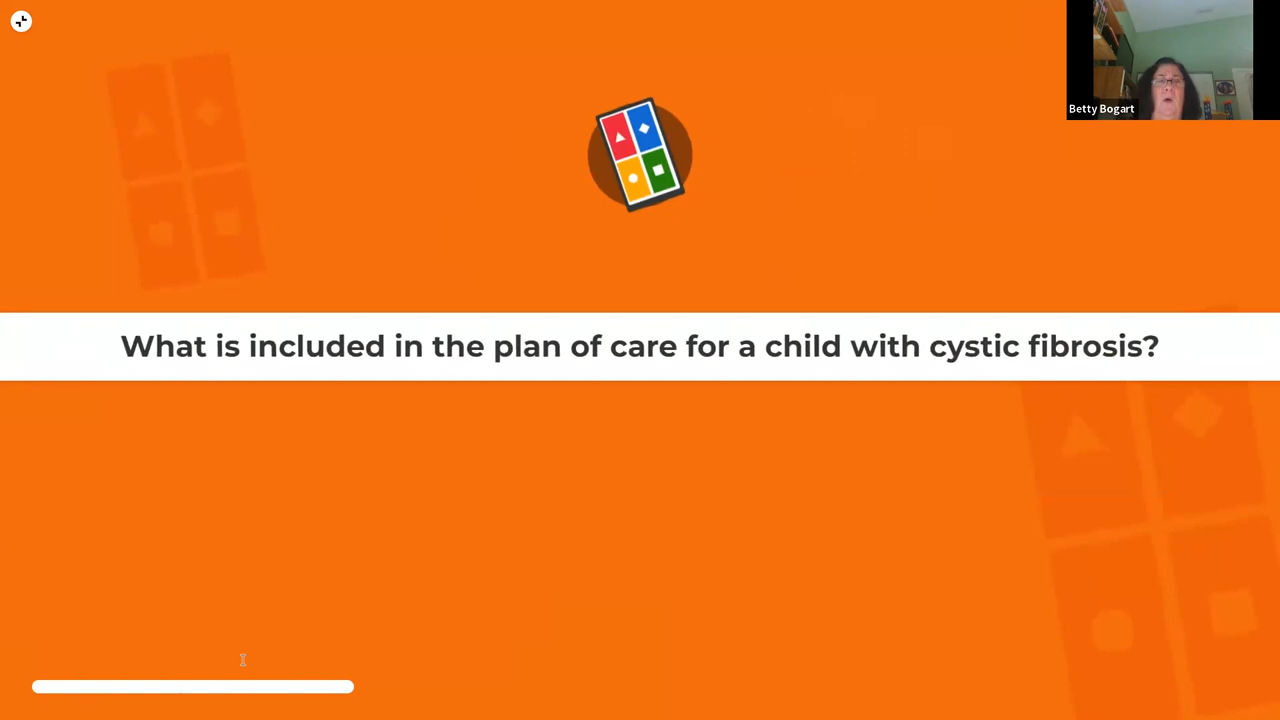 Betty Bogart
What is included in the plan of care for a child with cystic fibrosis?